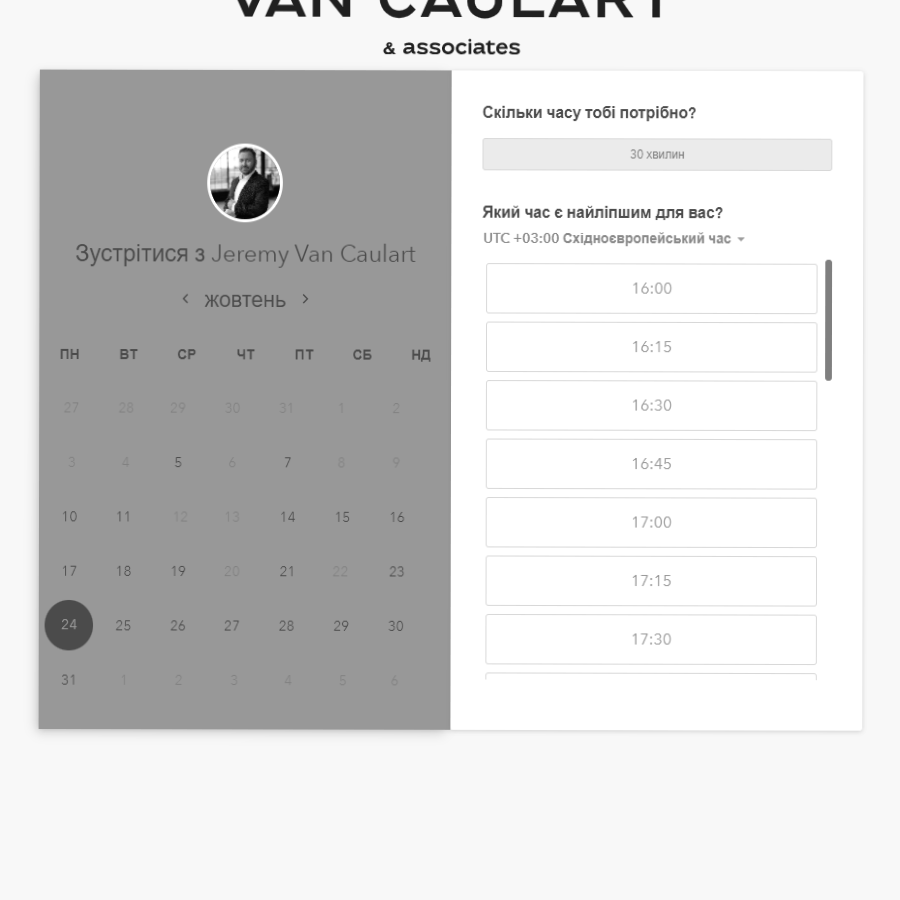 VAN CAULART
& associates
Зустрітися з Jeremy Van Caulart
жовтень
ПН ВТ СР ЧТ ПТ СБ НД
27 28 29 30 31 1 2
3 4 5 6 7 8 9
10 11 12 13 14 15 16
17 18 19 20 21 22 23
24 25 26 27 28 29 30
31 1 2 3 4 5 6
Скільки часу тобі потрібно?
30 хвилин
Який час є найліпшим для вас?
UTC +03:00 Східноєвропейський час
16:00
16:15
16:30
16:45
17:00
17:15
17:30